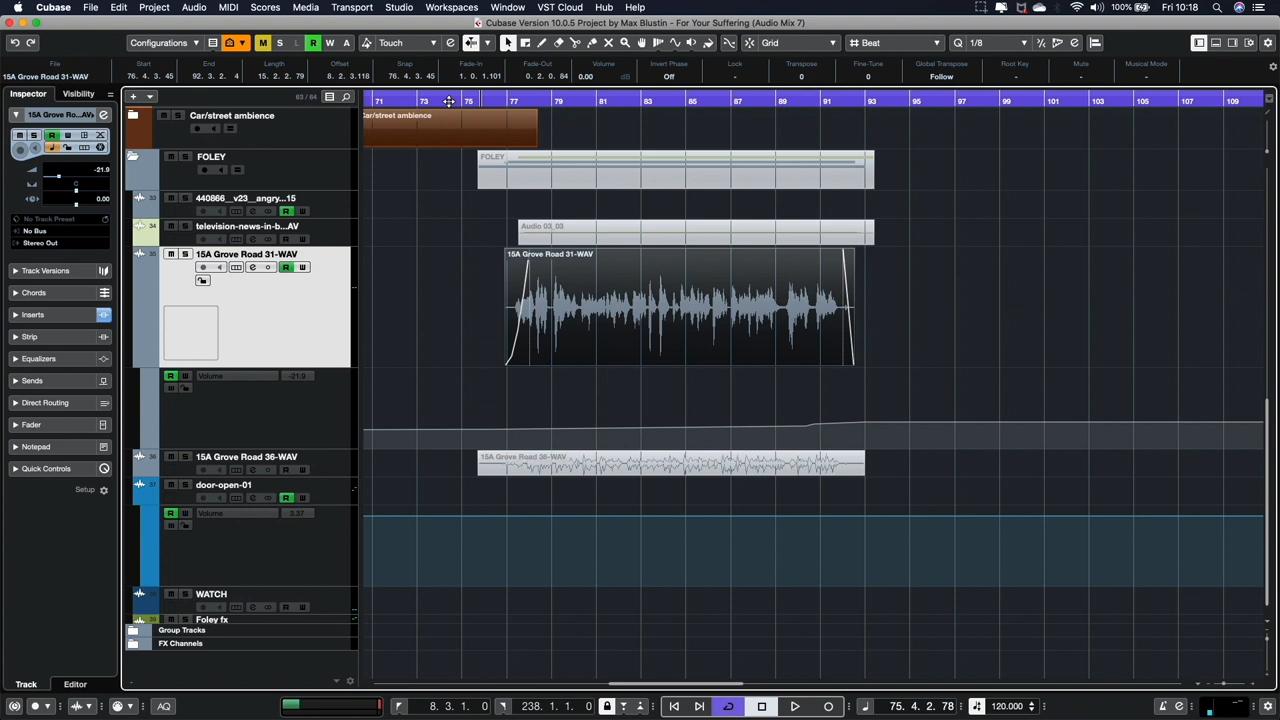 Cubase File Edit Project Audio MIDI Scores Media Transport Studio Workspaces Window VST Cloud Hub Help 100% Fri 10:18
Cubase Version 10.0.5 Project by Max Blustin - For Your Suffering (Audio Mix 7)
Configurations M S L R W A Touch Grid Beat Q 1/8
File Start End Length Offset Snap Fade-In Fade-Out Volume Invert Phase Lock Transpose Fine-Tune Global Transpose Root Key Mute Musical Mode
15A Grove Road 31-WAV 76. 4. 3. 45 92. 3. 2. 4 15. 2. 2. 79 8. 2. 3.118 76. 4. 3. 45 1. 0. 1.101 0. 2. 0. 84 0.00 dB Off - 0 0 Follow - - -
Inspector Visibility 63 / 64 71 73 75 77 79 81 83 85 87 89 91 93 95 97 99 101 103 105 107 109
15A Grove Ro...AV Car/street ambience Car/street ambience
M S R W
-21.9
C
0.00
FOLEY FOLEY
440866__v23__angry...15
television-news-in-b...AV Audio 03_03
15A Grove Road 31-WAV 15A Grove Road 31-WAV
No Track Preset
No Bus
Stereo Out
Track Versions
Chords
Inserts
Strip
Equalizers
Volume -21.9
Sends
Direct Routing
Fader
Notepad
15A Grove Road 36-WAV 15A Grove Road 36-WAV
Quick Controls
Setup
door-open-01
Volume 3.37
WATCH
Foley fx
Group Tracks
FX Channels
Track Editor
AQ 8. 3. 1. 0 238. 1. 1. 0 75. 4. 2. 78 120.000